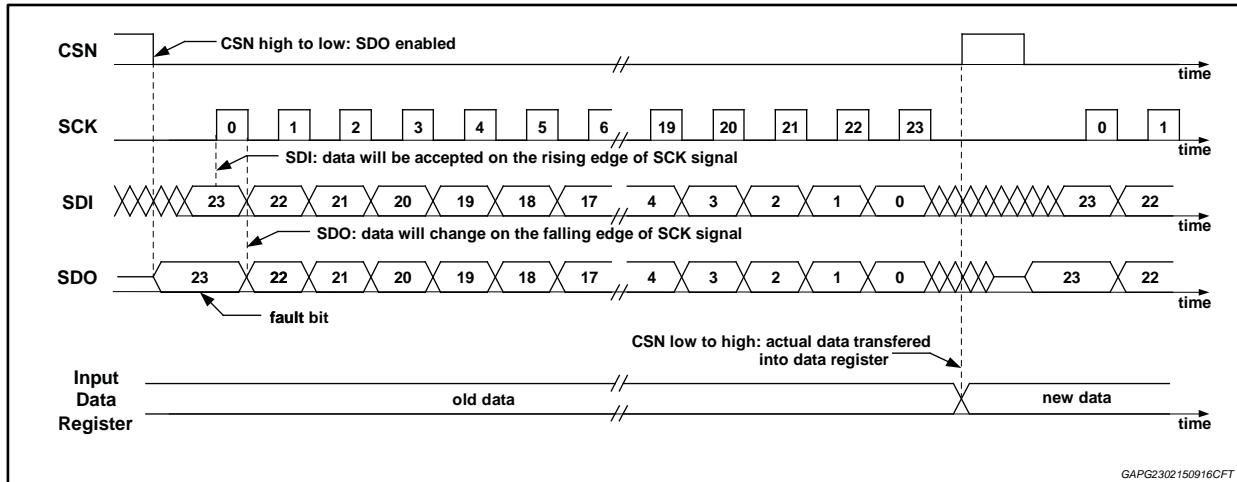 CSN
CSN high to low: SDO enabled
time
SCK
0 1 2 3 4 5 6 19 20 21 22 23 0 1
time
SDI: data will be accepted on the rising edge of SCK signal
SDI
23 22 21 20 19 18 17 4 3 2 1 0 23 22
time
SDO: data will change on the falling edge of SCK signal
SDO
23 22 21 20 19 18 17 4 3 2 1 0 23 22
time
fault bit
CSN low to high: actual data transfered
into data register
Input
Data
Register
old data
new data
time
GAPG2302150916CFT